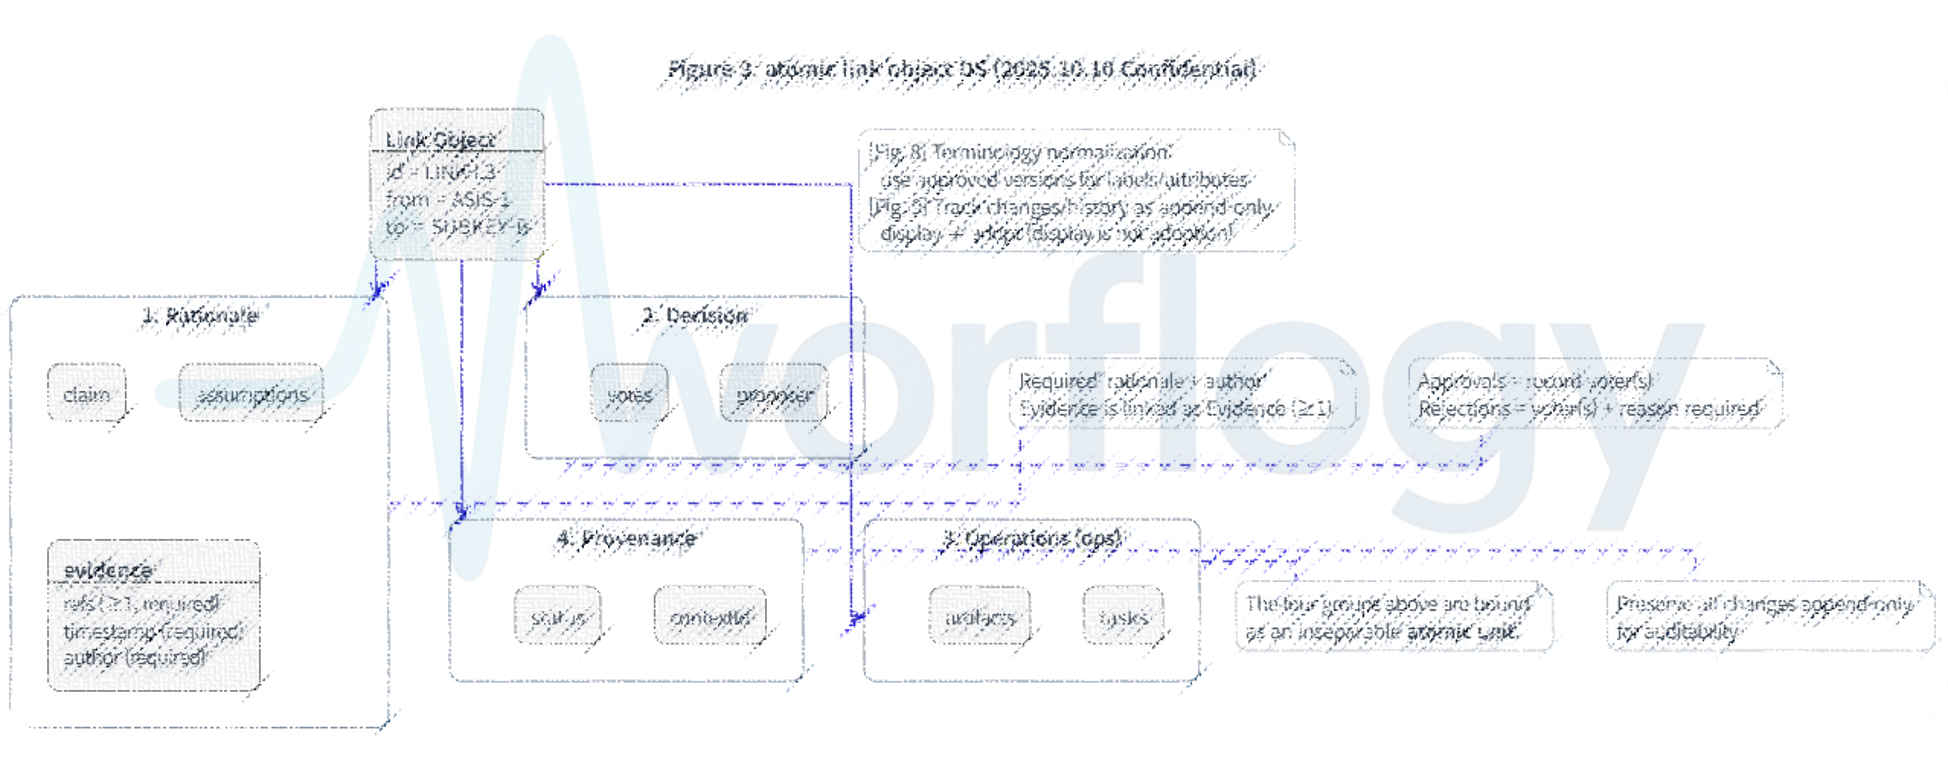 Figure 3: atomic link object DS (2025.10.10 Confidential)
Link Object
id = LINK-L3
from = ASIS-1
to = SUBKEY-B
[Fig. 8] Terminology normalization:
use approved versions for labels/attributes
[Fig. 9] Track changes/history as append-only,
display ≠ adopt (display is not adoption)
1. Rationale
claim
assumptions
evidence
refs (≥1, required)
timestamp (required)
author (required)
2. Decision
votes
proposer
Required: rationale + author
Evidence is linked as Evidence (≥1)
Approvals = record voter(s)
Rejections = voter(s) + reason required
4. Provenance
status
contextId
3. Operations (ops)
artifacts
tasks
The four groups above are bound
as an inseparable atomic unit.
Preserve all changes append-only
for auditability
worflogy